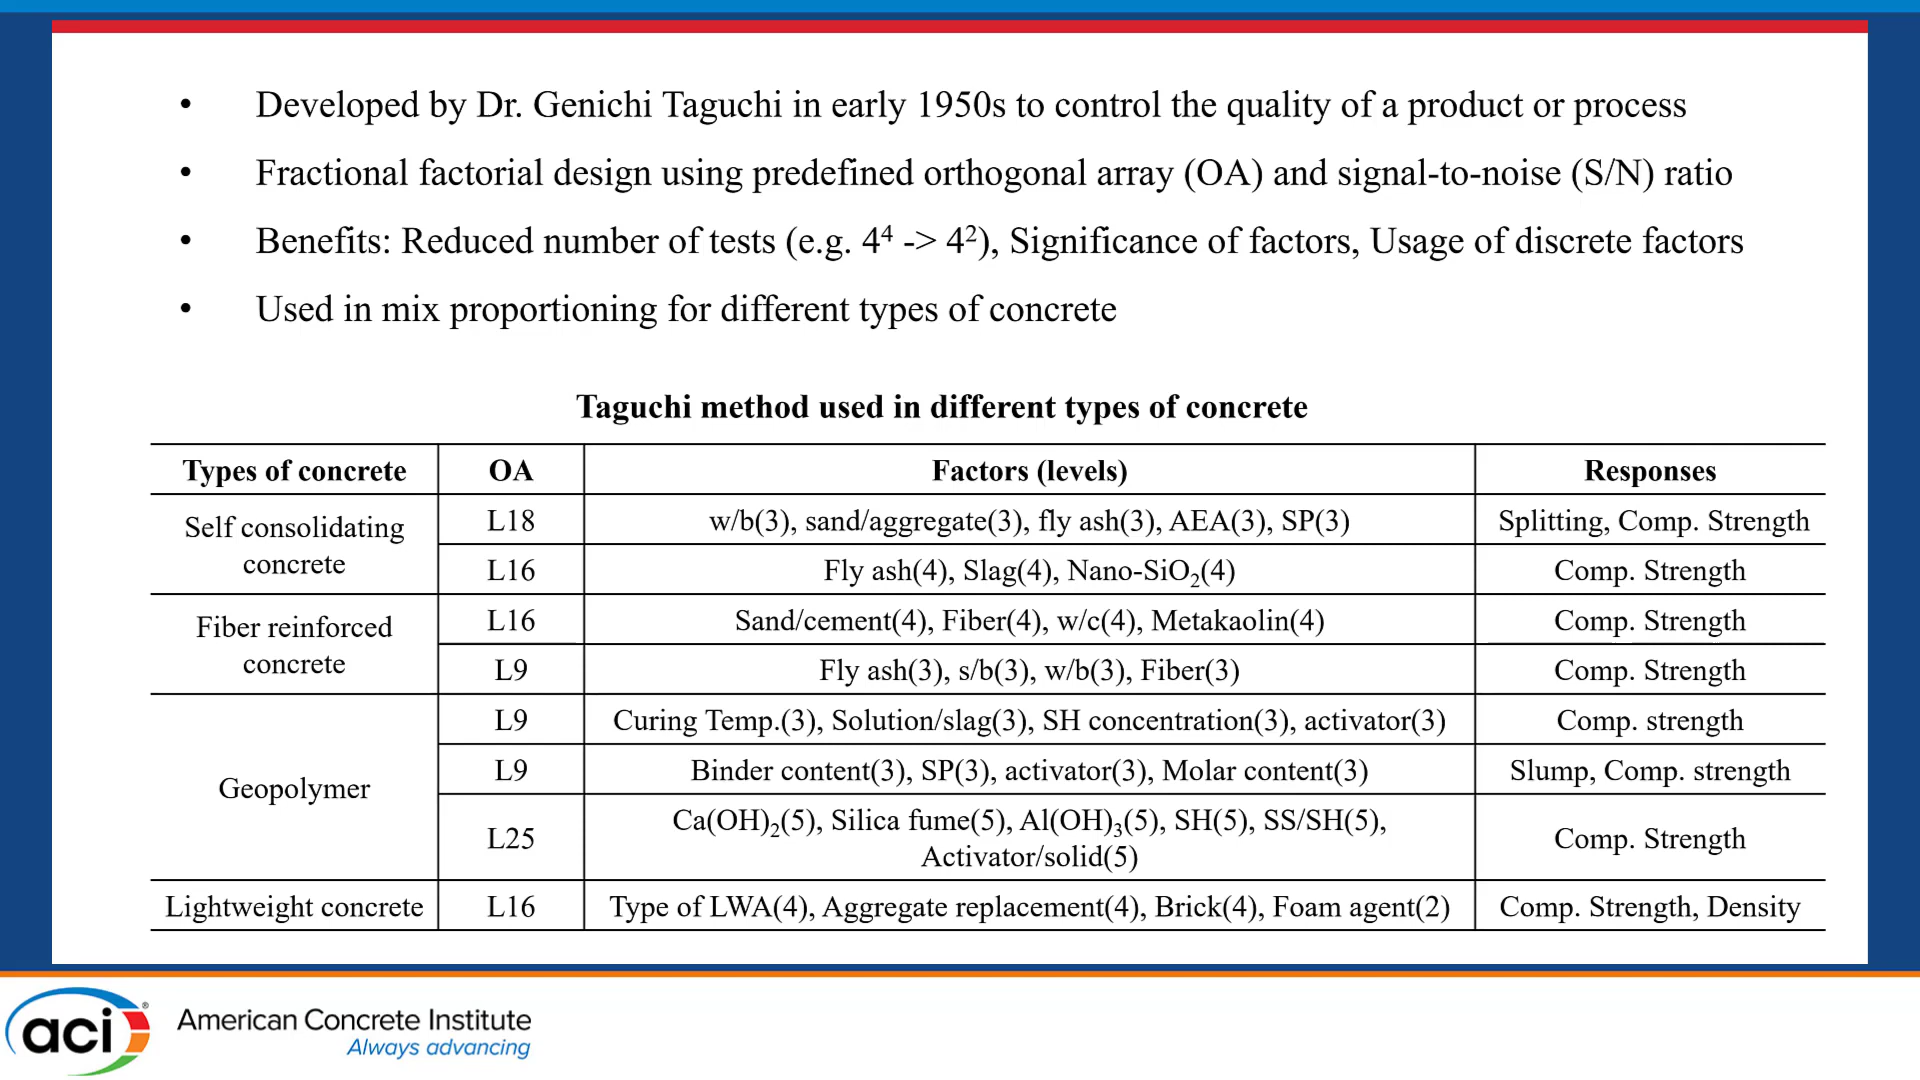 • Developed by Dr. Genichi Taguchi in early 1950s to control the quality of a product or process
• Fractional factorial design using predefined orthogonal array (OA) and signal-to-noise (S/N) ratio
• Benefits: Reduced number of tests (e.g. 4⁴ -> 4²), Significance of factors, Usage of discrete factors
• Used in mix proportioning for different types of concrete
Taguchi method used in different types of concrete
Types of concrete OA Factors (levels) Responses
Self consolidating concrete
L18 w/b(3), sand/aggregate(3), fly ash(3), AEA(3), SP(3) Splitting, Comp. Strength
L16 Fly ash(4), Slag(4), Nano-SiO₂(4) Comp. Strength
Fiber reinforced concrete
L16 Sand/cement(4), Fiber(4), w/c(4), Metakaolin(4) Comp. Strength
L9 Fly ash(3), s/b(3), w/b(3), Fiber(3) Comp. Strength
Geopolymer
L9 Curing Temp.(3), Solution/slag(3), SH concentration(3), activator(3) Comp. strength
L9 Binder content(3), SP(3), activator(3), Molar content(3) Slump, Comp. strength
L25 Ca(OH)₂(5), Silica fume(5), Al(OH)₃(5), SH(5), SS/SH(5), Activator/solid(5) Comp. Strength
Lightweight concrete L16 Type of LWA(4), Aggregate replacement(4), Brick(4), Foam agent(2) Comp. Strength, Density
aci® American Concrete Institute
Always advancing